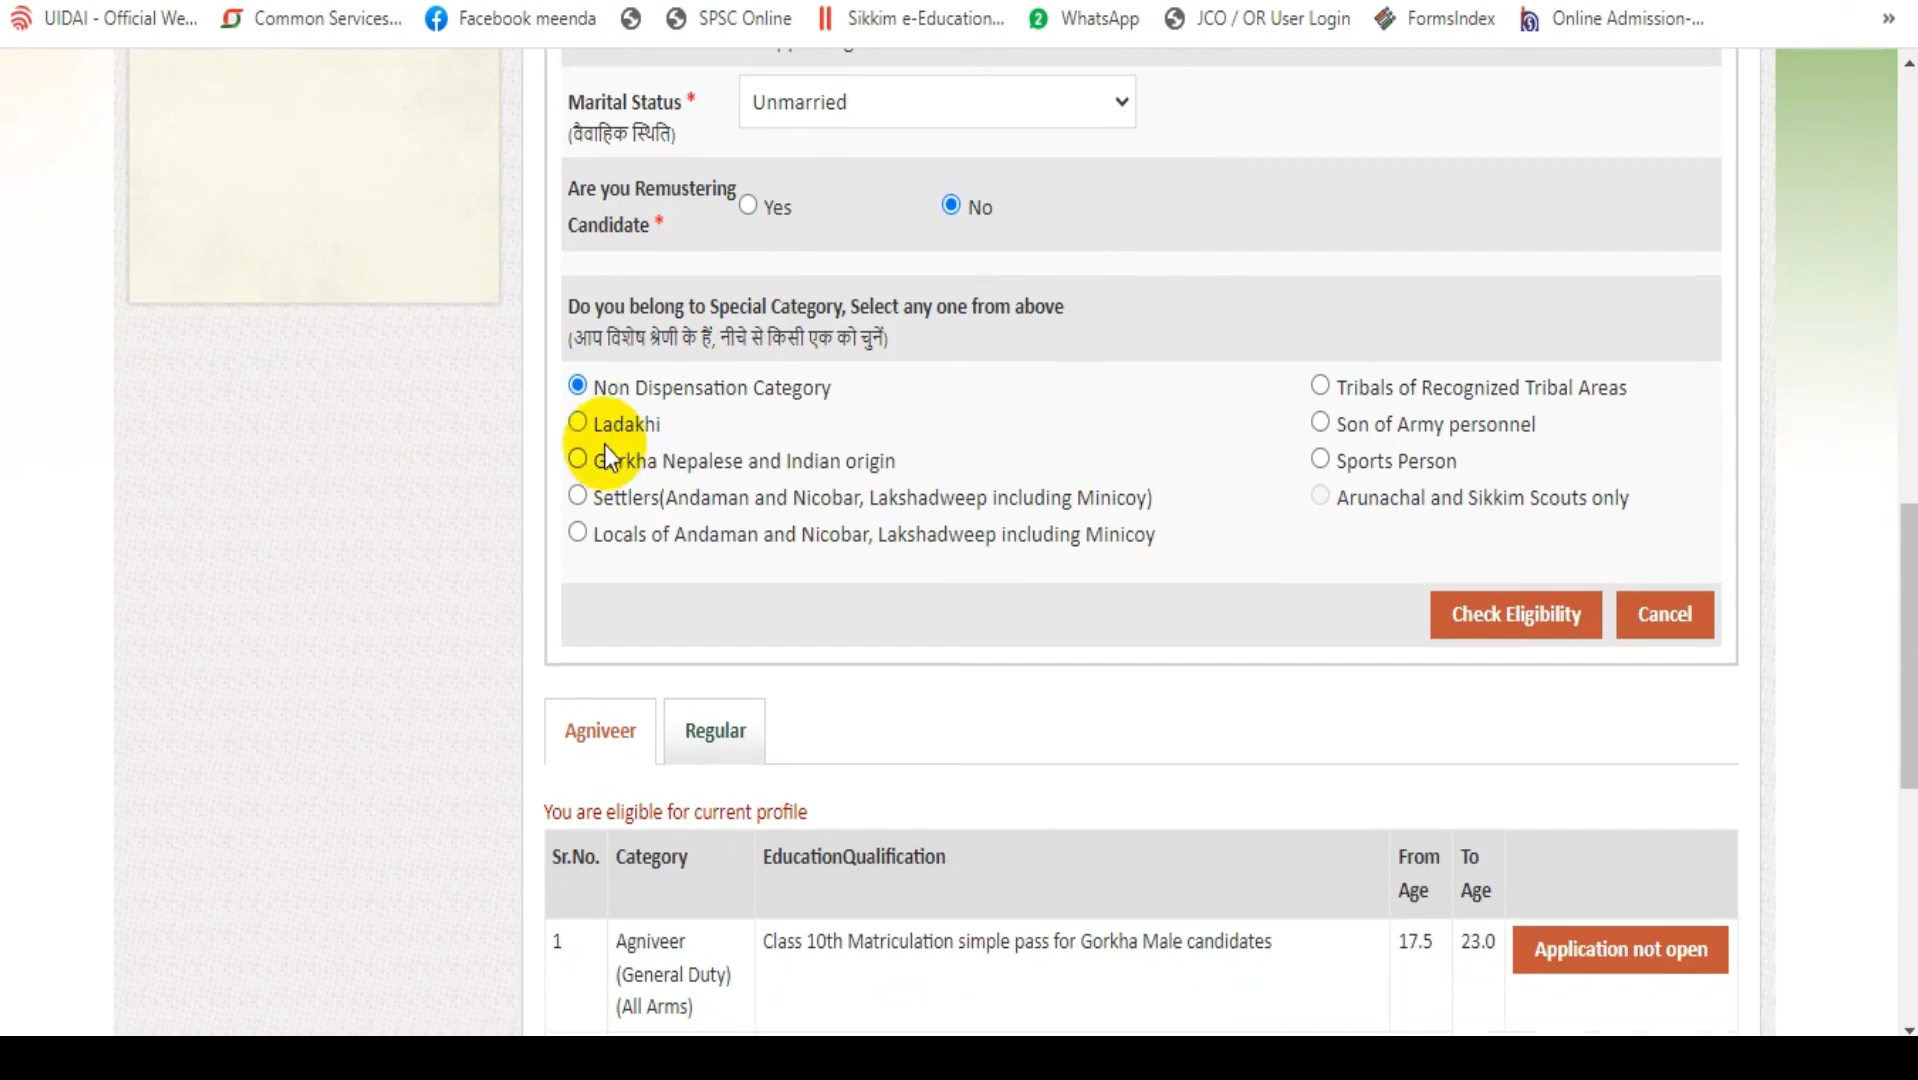 UIDAI - Official We... Common Services... Facebook meenda SPSC Online Sikkim e-Education... 2 WhatsApp JCO / OR User Login FormsIndex Online Admission-... »
Marital Status * Unmarried
(वैवाहिक स्थिति)
Are you Remustering Candidate * Yes No
Do you belong to Special Category, Select any one from above
(आप विशेष श्रेणी के हैं, नीचे से किसी एक को चुनें)
Non Dispensation Category Tribals of Recognized Tribal Areas
Ladakhi Son of Army personnel
Gorkha Nepalese and Indian origin Sports Person
Settlers(Andaman and Nicobar, Lakshadweep including Minicoy) Arunachal and Sikkim Scouts only
Locals of Andaman and Nicobar, Lakshadweep including Minicoy
Check Eligibility Cancel
Agniveer Regular
You are eligible for current profile
Sr.No. Category EducationQualification From Age To Age
1 Agniveer (General Duty) (All Arms) Class 10th Matriculation simple pass for Gorkha Male candidates 17.5 23.0 Application not open